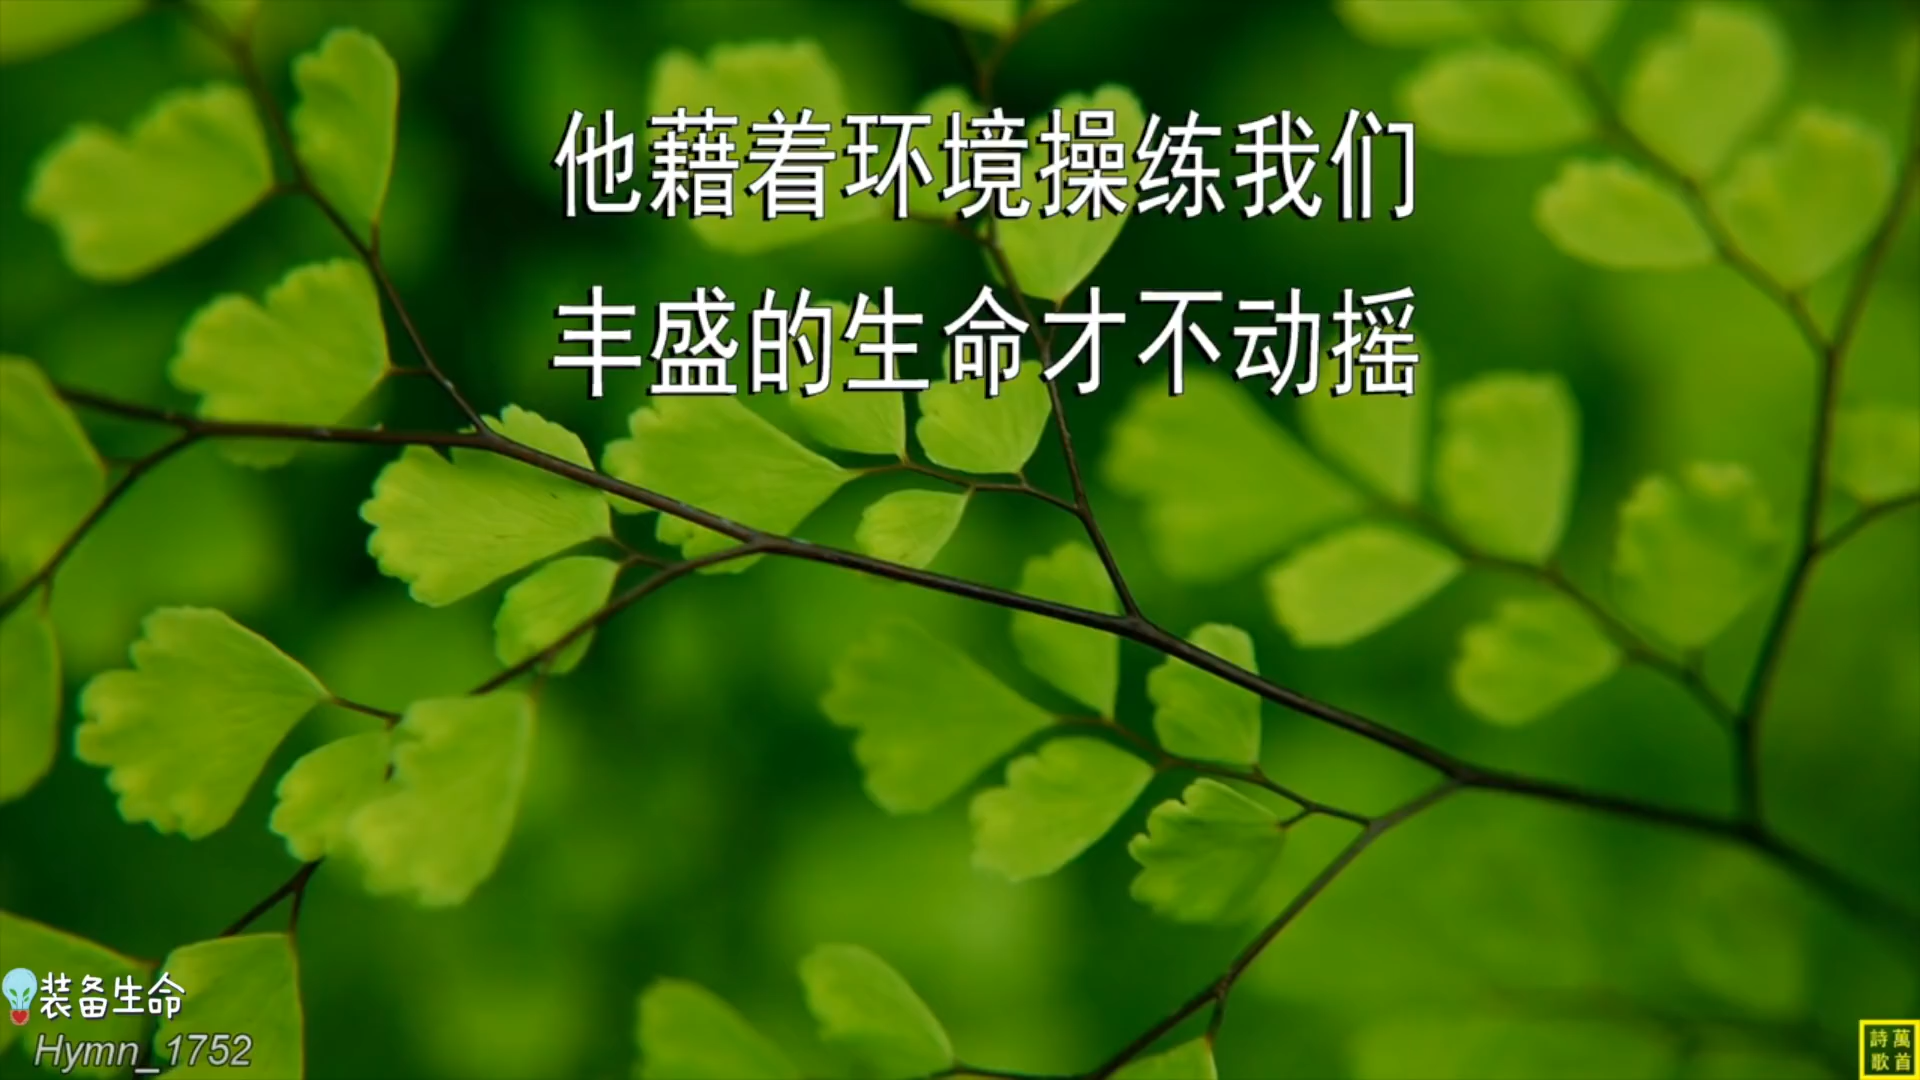 他藉着环境操练我们
丰盛的生命才不动摇
装备生命
Hymn_1752
萬首
詩歌